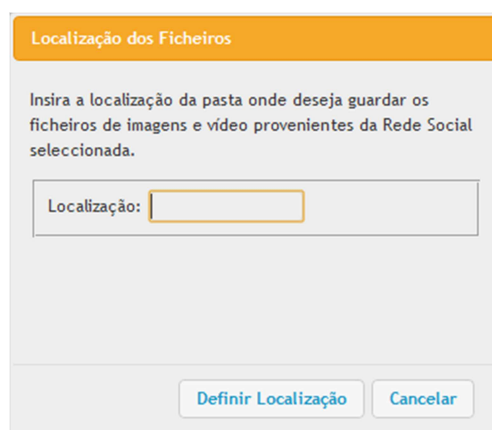 Localização dos Ficheiros
Insira a localização da pasta onde deseja guardar os
ficheiros de imagens e vídeo provenientes da Rede Social
seleccionada.
Localização:
Definir Localização
Cancelar